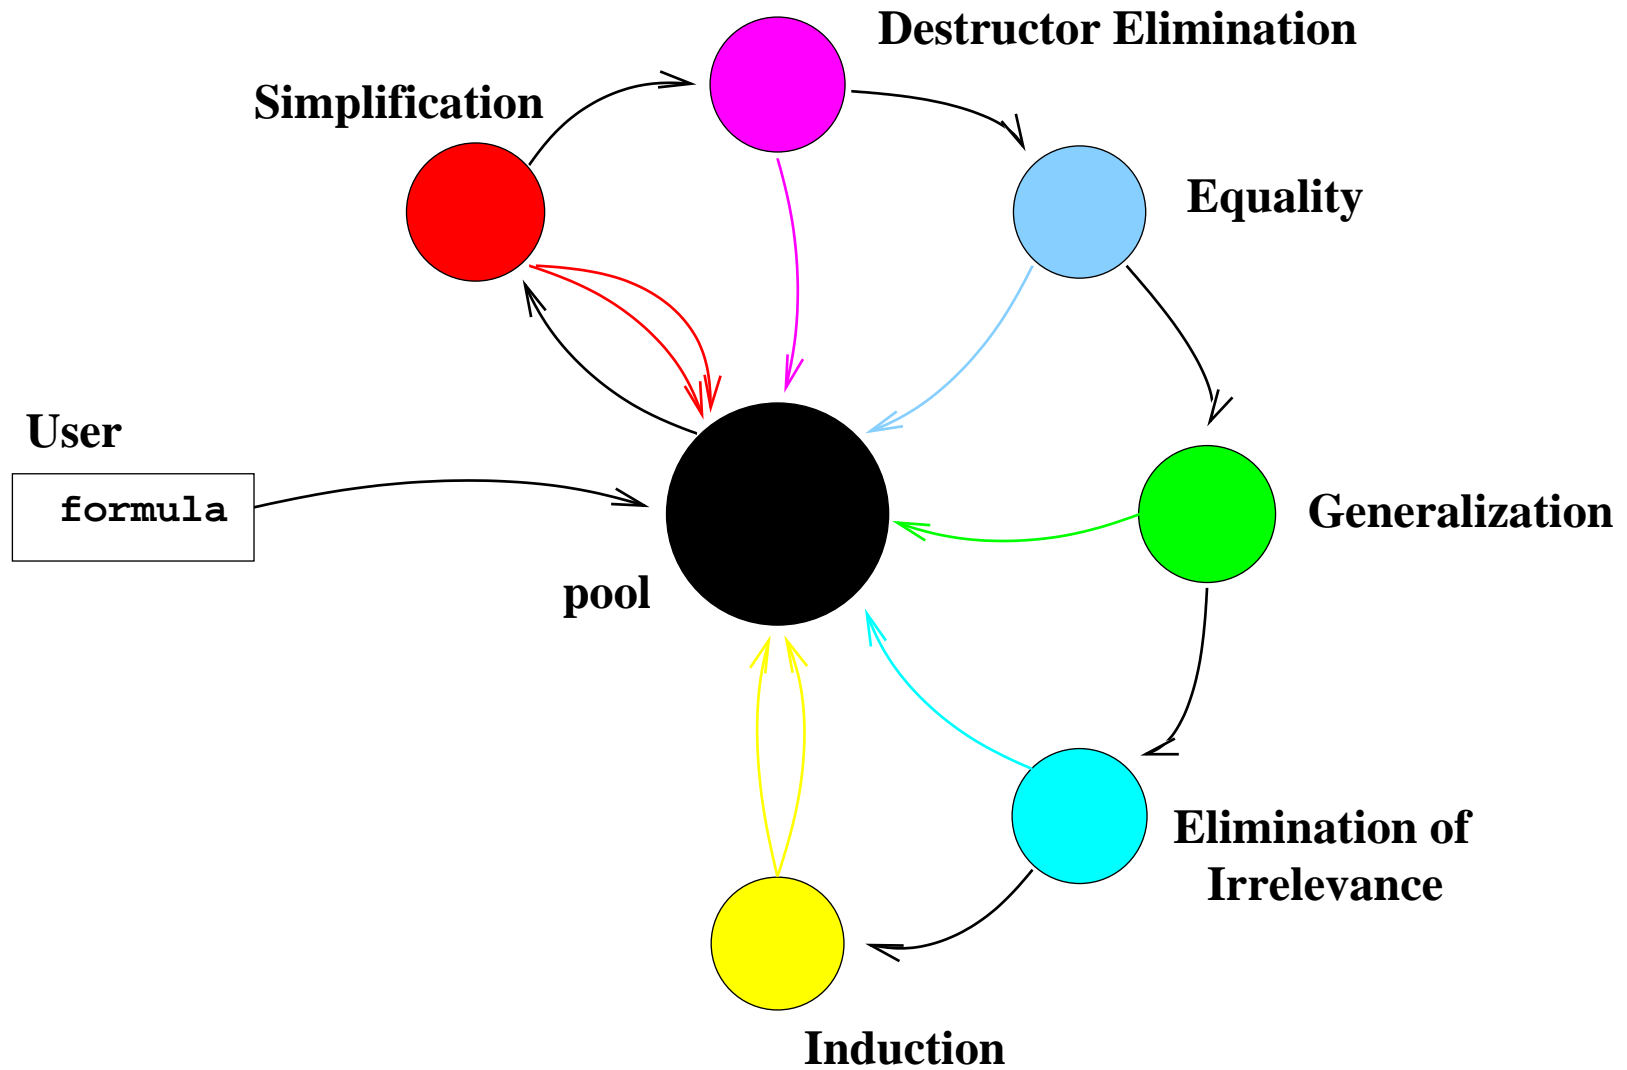 Destructor Elimination
Simplification
Equality
User
formula
Generalization
pool
Elimination of
Irrelevance
Induction